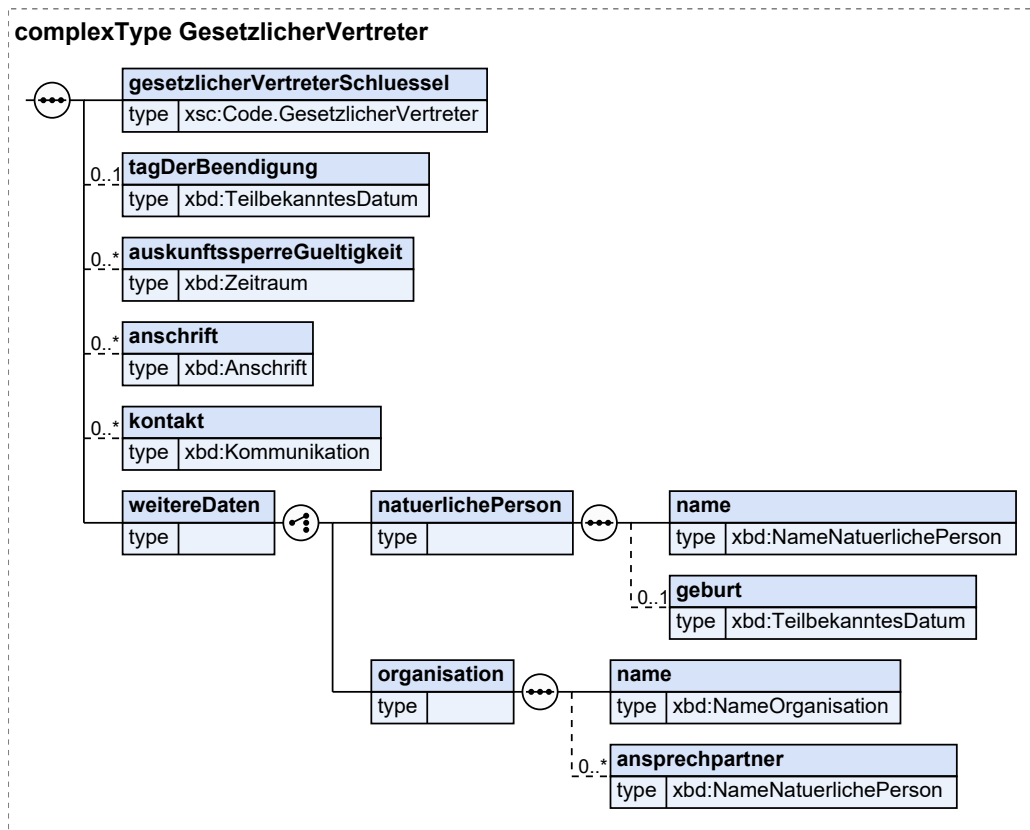 complexType GesetzlicherVertreter
gesetzlicherVertreterSchluessel
type xsc:Code.GesetzlicherVertreter
0..1
tagDerBeendigung
type xbd:TeilbekanntesDatum
0..*
auskunftssperreGueltigkeit
type xbd:Zeitraum
0..*
anschrift
type xbd:Anschrift
0..*
kontakt
type xbd:Kommunikation
weitereDaten
type
natuerlichePerson
type
name
type xbd:NameNatuerlichePerson
0..1
geburt
type xbd:TeilbekanntesDatum
organisation
type
name
type xbd:NameOrganisation
0..*
ansprechpartner
type xbd:NameNatuerlichePerson